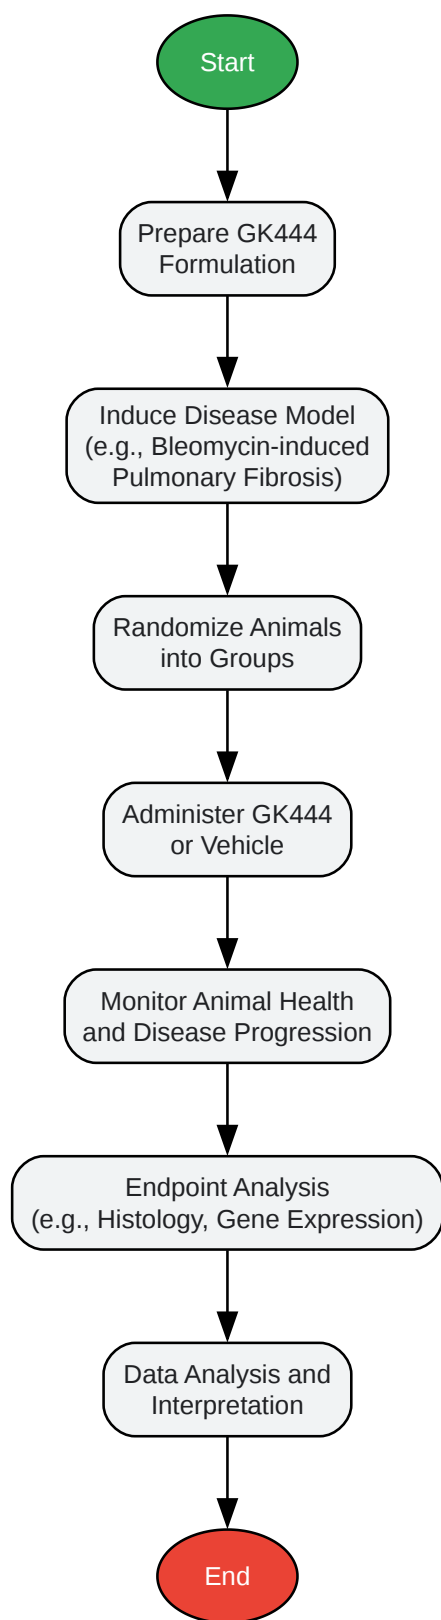 Start
Prepare GK444
Formulation
Induce Disease Model
(e.g., Bleomycin-induced
Pulmonary Fibrosis)
Randomize Animals
into Groups
Administer GK444
or Vehicle
Monitor Animal Health
and Disease Progression
Endpoint Analysis
(e.g., Histology, Gene Expression)
Data Analysis and
Interpretation
End